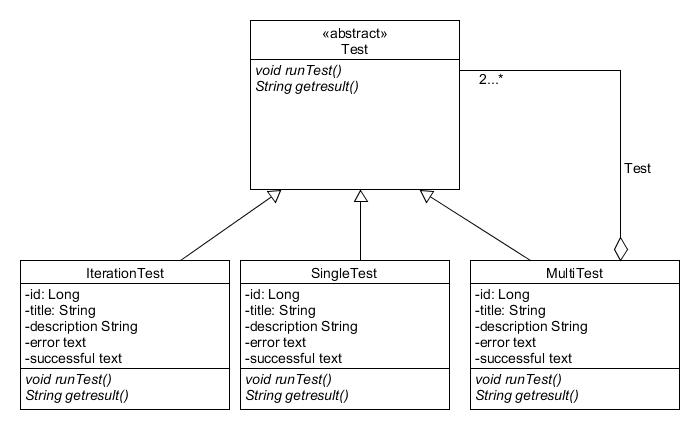 «abstract»
Test
void runTest()
String getresult()
2...*
Test
IterationTest
-id: Long
-title: String
-description String
-error text
-successful text
void runTest()
String getresult()
SingleTest
-id: Long
-title: String
-description String
-error text
-successful text
void runTest()
String getresult()
MultiTest
-id: Long
-title: String
-description String
-error text
-successful text
void runTest()
String getresult()